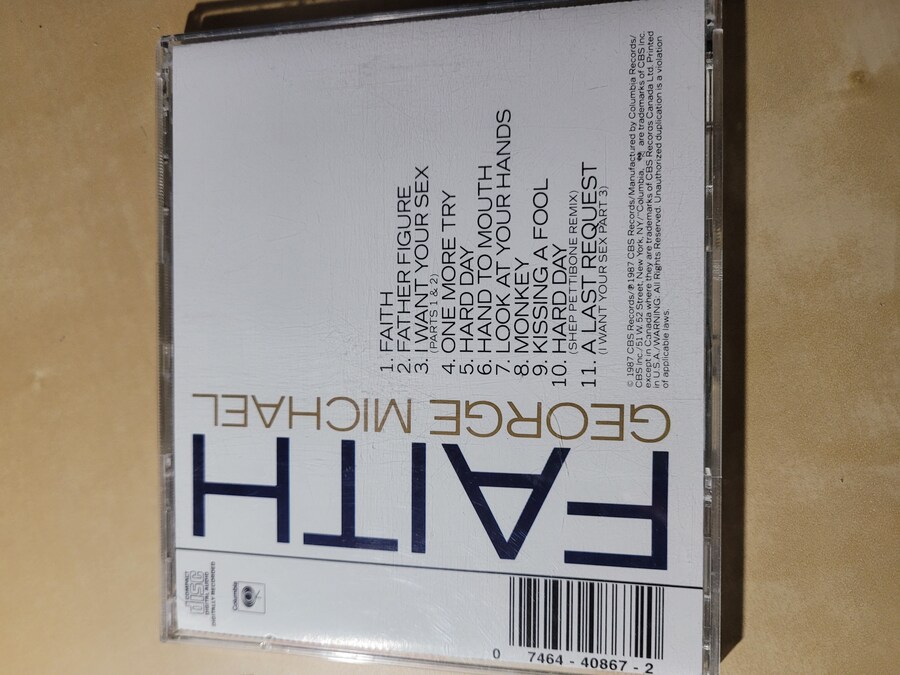 1. FAITH
2. FATHER FIGURE
3. I WANT YOUR SEX
(PARTS 1 & 2)
4. ONE MORE TRY
5. HARD DAY
6. HAND TO MOUTH
7. LOOK AT YOUR HANDS
8. MONKEY
9. KISSING A FOOL
10. HARD DAY
(SHEP PETTIBONE REMIX)
11. A LAST REQUEST
(I WANT YOUR SEX PART 3)
© 1987 CBS Records/℗ 1987 CBS Records/Manufactured by Columbia Records/
CBS Inc./51 W. 52 Street, New York, NY/"Columbia," are trademarks of CBS Inc.
except in Canada where they are trademarks of CBS Records Canada Ltd. Printed
in U.S.A./WARNING: All Rights Reserved. Unauthorized duplication is a violation
of applicable laws.
GEORGE MICHAEL
FAITH
COMPACT
disc
DIGITAL AUDIO
DIGITALLY RECORDED
Columbia
0 7464 - 40867 - 2